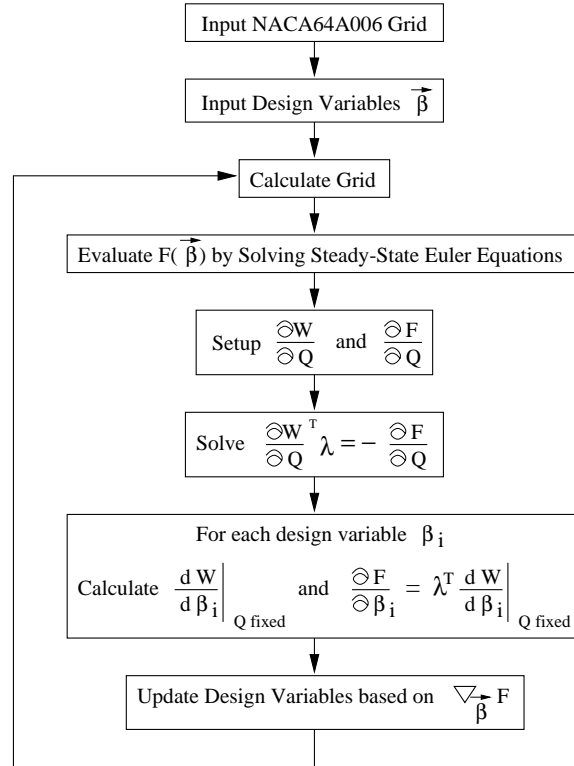 Input NACA64A006 Grid
Input Design Variables β⃗
Calculate Grid
Evaluate F(β⃗) by Solving Steady-State Euler Equations
Setup ∂W/∂Q and ∂F/∂Q
Solve ∂W/∂Q ᵀ λ = − ∂F/∂Q
For each design variable βᵢ
Calculate dW/dβᵢ | Q fixed and ∂F/∂βᵢ = λᵀ dW/dβᵢ | Q fixed
Update Design Variables based on ∇β⃗ F